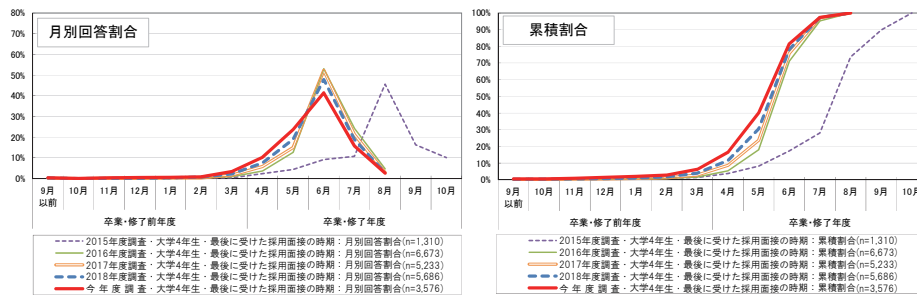 月別回答割合
80%
70%
60%
50%
40%
30%
20%
10%
0%
9月 10月 11月 12月 1月 2月 3月 4月 5月 6月 7月 8月 9月 10月
以前
卒業・修了前年度 卒業・修了年度
2015年度調査・大学4年生・最後に受けた採用面接の時期：月別回答割合(n=1,310)
2016年度調査・大学4年生・最後に受けた採用面接の時期：月別回答割合(n=6,673)
2017年度調査・大学4年生・最後に受けた採用面接の時期：月別回答割合(n=5,233)
2018年度調査・大学4年生・最後に受けた採用面接の時期：月別回答割合(n=5,686)
今年度調査・大学4年生・最後に受けた採用面接の時期：月別回答割合(n=3,576)
累積割合
100%
90%
80%
70%
60%
50%
40%
30%
20%
10%
0%
9月 10月 11月 12月 1月 2月 3月 4月 5月 6月 7月 8月 9月 10月
以前
卒業・修了前年度 卒業・修了年度
2015年度調査・大学4年生・最後に受けた採用面接の時期：累積割合(n=1,310)
2016年度調査・大学4年生・最後に受けた採用面接の時期：累積割合(n=6,673)
2017年度調査・大学4年生・最後に受けた採用面接の時期：累積割合(n=5,233)
2018年度調査・大学4年生・最後に受けた採用面接の時期：累積割合(n=5,686)
今年度調査・大学4年生・最後に受けた採用面接の時期：累積割合(n=3,576)